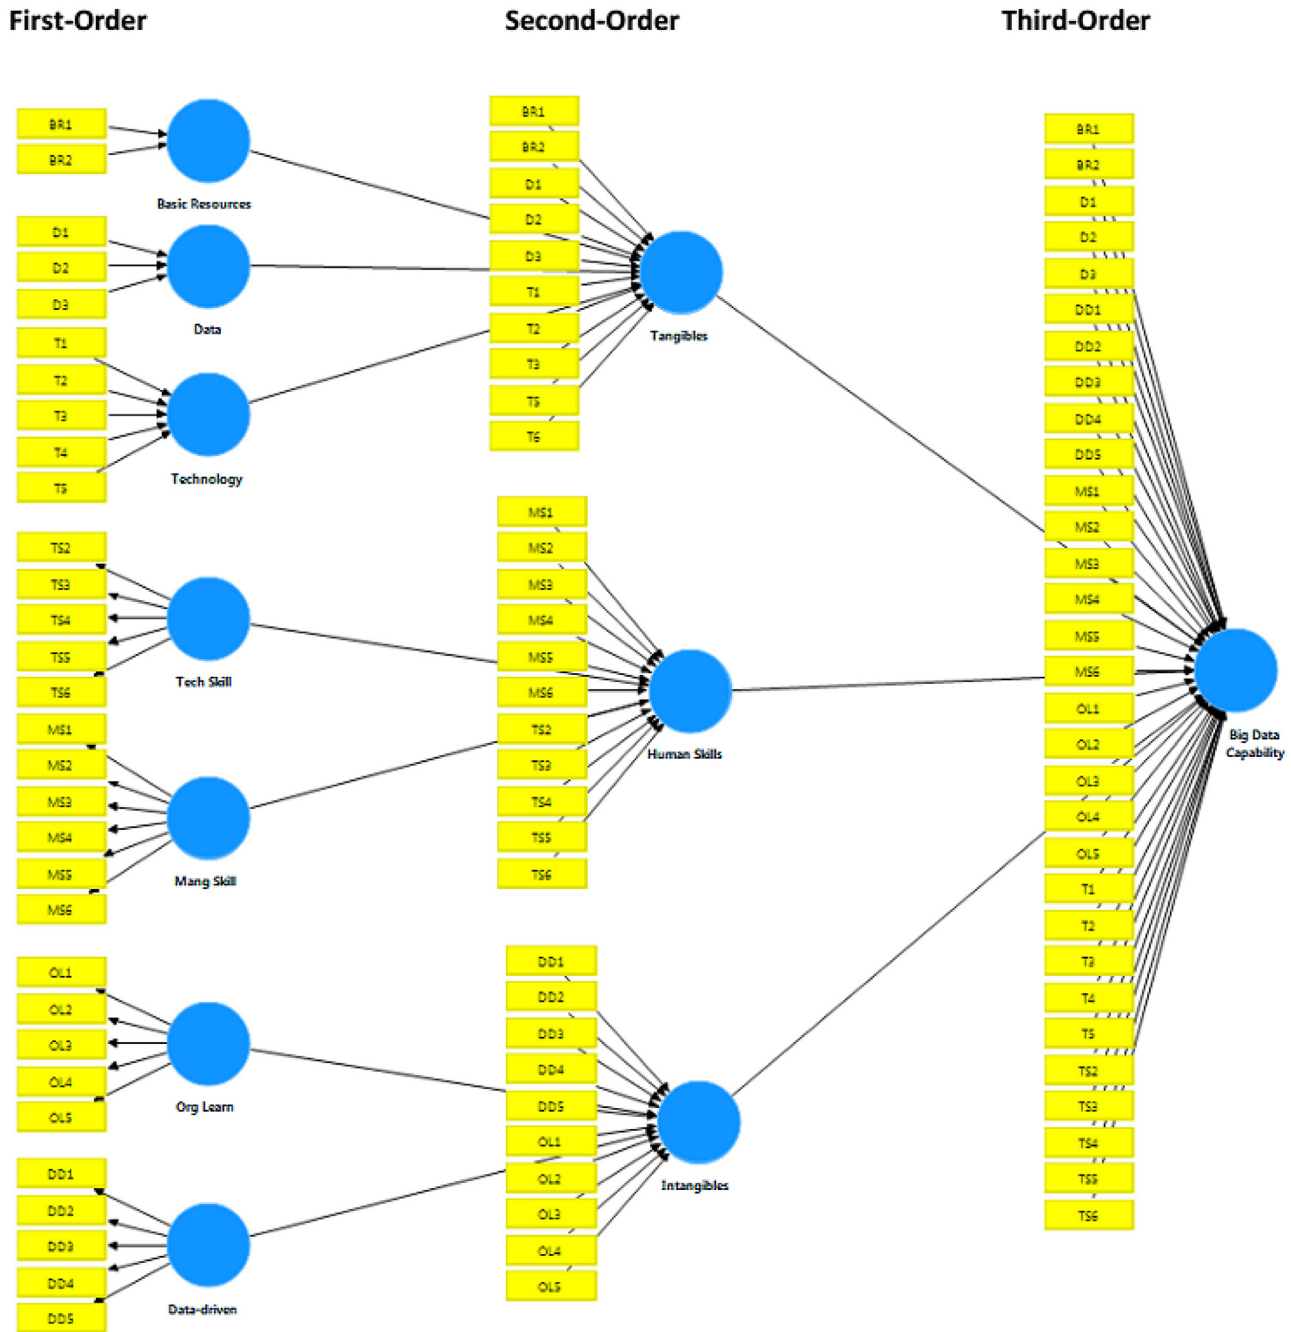 First-Order
Second-Order
Third-Order
BR1
BR2
Basic Resources
D1
D2
D3
Data
T1
T2
T3
T4
T5
Technology
TS2
TS3
TS4
TS5
TS6
Tech Skill
MS1
MS2
MS3
MS4
MS5
MS6
Mang Skill
OL1
OL2
OL3
OL4
OL5
Org Learn
DD1
DD2
DD3
DD4
DD5
Data-driven
BR1
BR2
D1
D2
D3
T1
T2
T3
T5
T6
Tangibles
MS1
MS2
MS3
MS4
MS5
MS6
TS2
TS3
TS4
TS5
TS6
Human Skills
DD1
DD2
DD3
DD4
DD5
OL1
OL2
OL3
OL4
OL5
Intangibles
BR1
BR2
D1
D2
D3
DD1
DD2
DD3
DD4
DD5
MS1
MS2
MS3
MS4
MS5
MS6
OL1
OL2
OL3
OL4
OL5
T1
T2
T3
T4
T5
TS2
TS3
TS4
TS5
TS6
Big Data
Capability